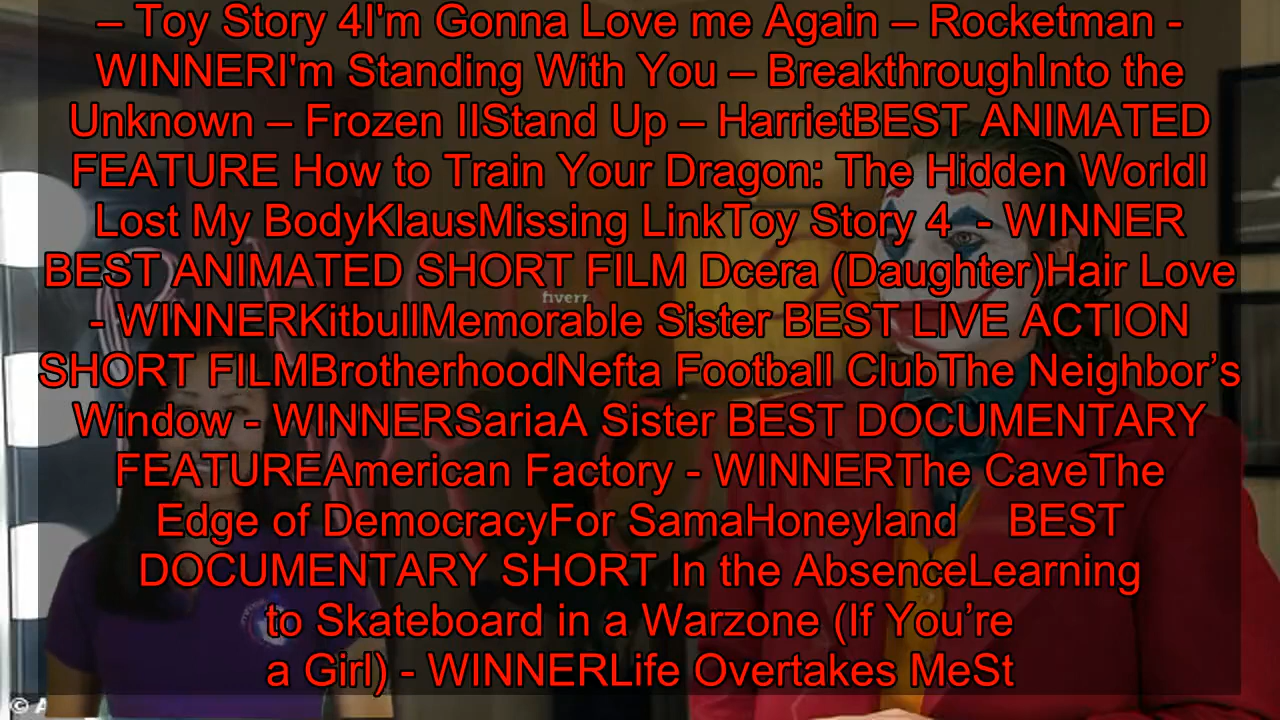 – Toy Story 4I'm Gonna Love me Again – Rocketman -
WINNERI'm Standing With You – BreakthroughInto the
Unknown – Frozen IIStand Up – HarrietBEST ANIMATED
FEATURE How to Train Your Dragon: The Hidden WorldI
Lost My BodyKlausMissing LinkToy Story 4  - WINNER
BEST ANIMATED SHORT FILM Dcera (Daughter)Hair Love
fiverr
- WINNERKitbullMemorable Sister BEST LIVE ACTION
SHORT FILMBrotherhoodNefta Football ClubThe Neighbor’s
Window - WINNERSariaA Sister BEST DOCUMENTARY
FEATUREAmerican Factory - WINNERThe CaveThe
Edge of DemocracyFor SamaHoneyland    BEST
DOCUMENTARY SHORT In the AbsenceLearning
to Skateboard in a Warzone (If You’re
a Girl) - WINNERLife Overtakes MeSt